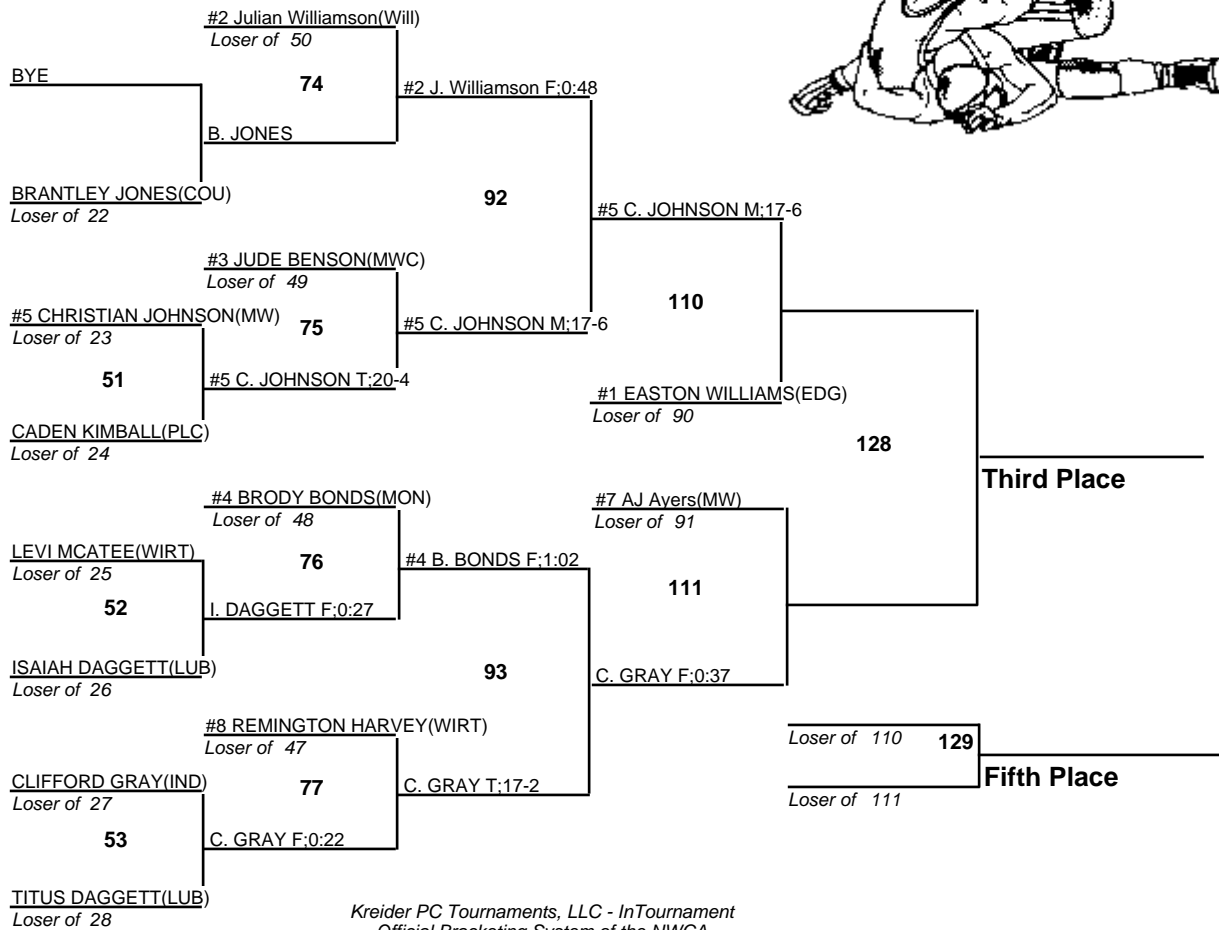 #2 Julian Williamson(Will)
Loser of 50
BYE
74
#2 J. Williamson F;0:48
B. JONES
BRANTLEY JONES(COU)
Loser of 22
92
#5 C. JOHNSON M;17-6
#3 JUDE BENSON(MWC)
Loser of 49
#5 CHRISTIAN JOHNSON(MW)
Loser of 23
75
#5 C. JOHNSON M;17-6
110
51
#5 C. JOHNSON T;20-4
#1 EASTON WILLIAMS(EDG)
Loser of 90
CADEN KIMBALL(PLC)
Loser of 24
128
Third Place
#4 BRODY BONDS(MON)
Loser of 48
#7 AJ Ayers(MW)
Loser of 91
LEVI MCATEE(WIRT)
Loser of 25
76
#4 B. BONDS F;1:02
111
52
I. DAGGETT F;0:27
ISAIAH DAGGETT(LUB)
Loser of 26
93
C. GRAY F;0:37
#8 REMINGTON HARVEY(WIRT)
Loser of 47
Loser of 110
129
CLIFFORD GRAY(IND)
Loser of 27
77
C. GRAY T;17-2
Fifth Place
Loser of 111
53
C. GRAY F;0:22
TITUS DAGGETT(LUB)
Loser of 28
Kreider PC Tournaments, LLC - InTournament
Official Bracketing System of the NWCA